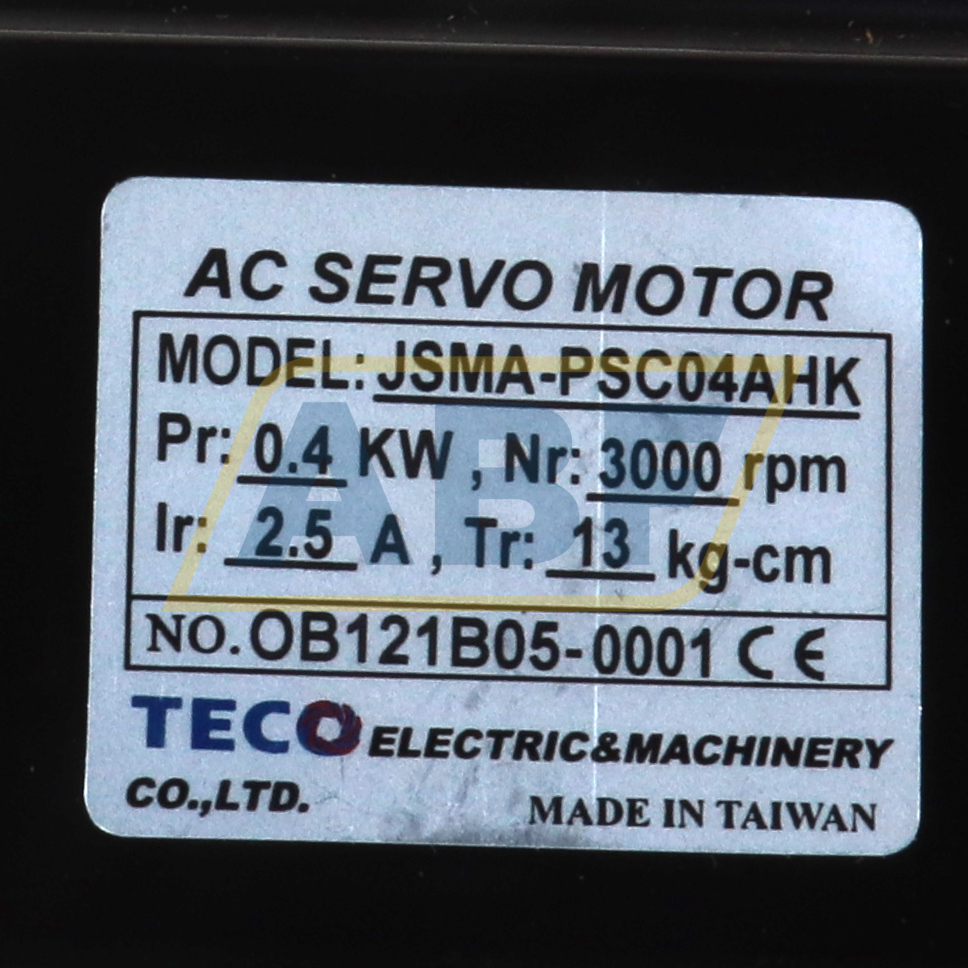 AC SERVO MOTOR
MODEL: JSMA-PSC04AHK
Pr: 0.4 KW , Nr: 3000 rpm
Ir: 2.5 A , Tr: 13 kg-cm
NO. OB121B05-0001 CE
TECO ELECTRIC&MACHINERY
CO.,LTD. MADE IN TAIWAN
ABF